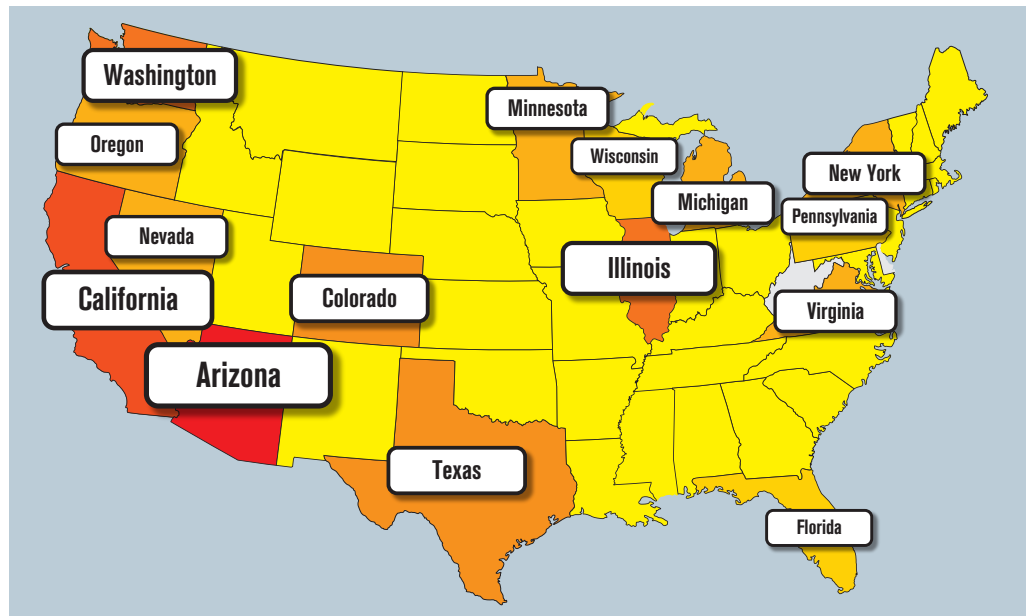 Washington
Minnesota
Oregon
Wisconsin
New York
Michigan
Pennsylvania
Nevada
Illinois
California
Colorado
Virginia
Arizona
Texas
Florida